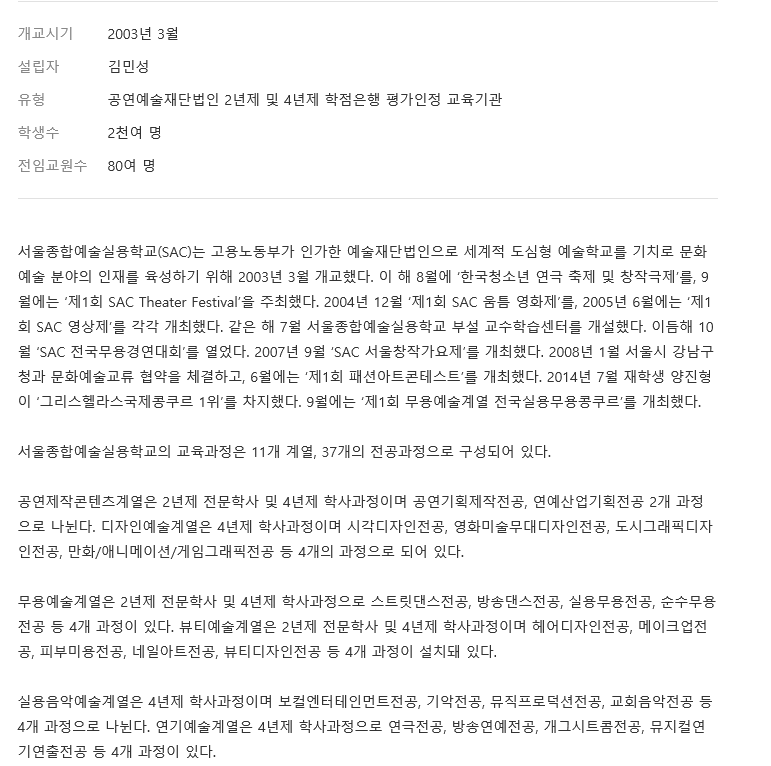 개교시기 2003년 3월
설립자 김민성
유형 공연예술재단법인 2년제 및 4년제 학점은행 평가인정 교육기관
학생수 2천여 명
전임교원수 80여 명
서울종합예술실용학교(SAC)는 고용노동부가 인가한 예술재단법인으로 세계적 도심형 예술학교를 기치로 문화
예술 분야의 인재를 육성하기 위해 2003년 3월 개교했다. 이 해 8월에 ‘한국청소년 연극 축제 및 창작극제’를, 9
월에는 ‘제1회 SAC Theater Festival’을 주최했다. 2004년 12월 ‘제1회 SAC 옴틈 영화제’를, 2005년 6월에는 ‘제1
회 SAC 영상제’를 각각 개최했다. 같은 해 7월 서울종합예술실용학교 부설 교수학습센터를 개설했다. 이듬해 10
월 ‘SAC 전국무용경연대회’를 열었다. 2007년 9월 ‘SAC 서울창작가요제’를 개최했다. 2008년 1월 서울시 강남구
청과 문화예술교류 협약을 체결하고, 6월에는 ‘제1회 패션아트콘테스트’를 개최했다. 2014년 7월 재학생 양진형
이 ‘그리스헬라스국제콩쿠르 1위’를 차지했다. 9월에는 ‘제1회 무용예술계열 전국실용무용콩쿠르’를 개최했다.
서울종합예술실용학교의 교육과정은 11개 계열, 37개의 전공과정으로 구성되어 있다.
공연제작콘텐츠계열은 2년제 전문학사 및 4년제 학사과정이며 공연기획제작전공, 연예산업기획전공 2개 과정
으로 나뉜다. 디자인예술계열은 4년제 학사과정이며 시각디자인전공, 영화미술무대디자인전공, 도시그래픽디자
인전공, 만화/애니메이션/게임그래픽전공 등 4개의 과정으로 되어 있다.
무용예술계열은 2년제 전문학사 및 4년제 학사과정으로 스트릿댄스전공, 방송댄스전공, 실용무용전공, 순수무용
전공 등 4개 과정이 있다. 뷰티예술계열은 2년제 전문학사 및 4년제 학사과정이며 헤어디자인전공, 메이크업전
공, 피부미용전공, 네일아트전공, 뷰티디자인전공 등 4개 과정이 설치돼 있다.
실용음악예술계열은 4년제 학사과정이며 보컬엔터테인먼트전공, 기악전공, 뮤직프로덕션전공, 교회음악전공 등
4개 과정으로 나뉜다. 연기예술계열은 4년제 학사과정으로 연극전공, 방송연예전공, 개그시트콤전공, 뮤지컬연
기연출전공 등 4개 과정이 있다.